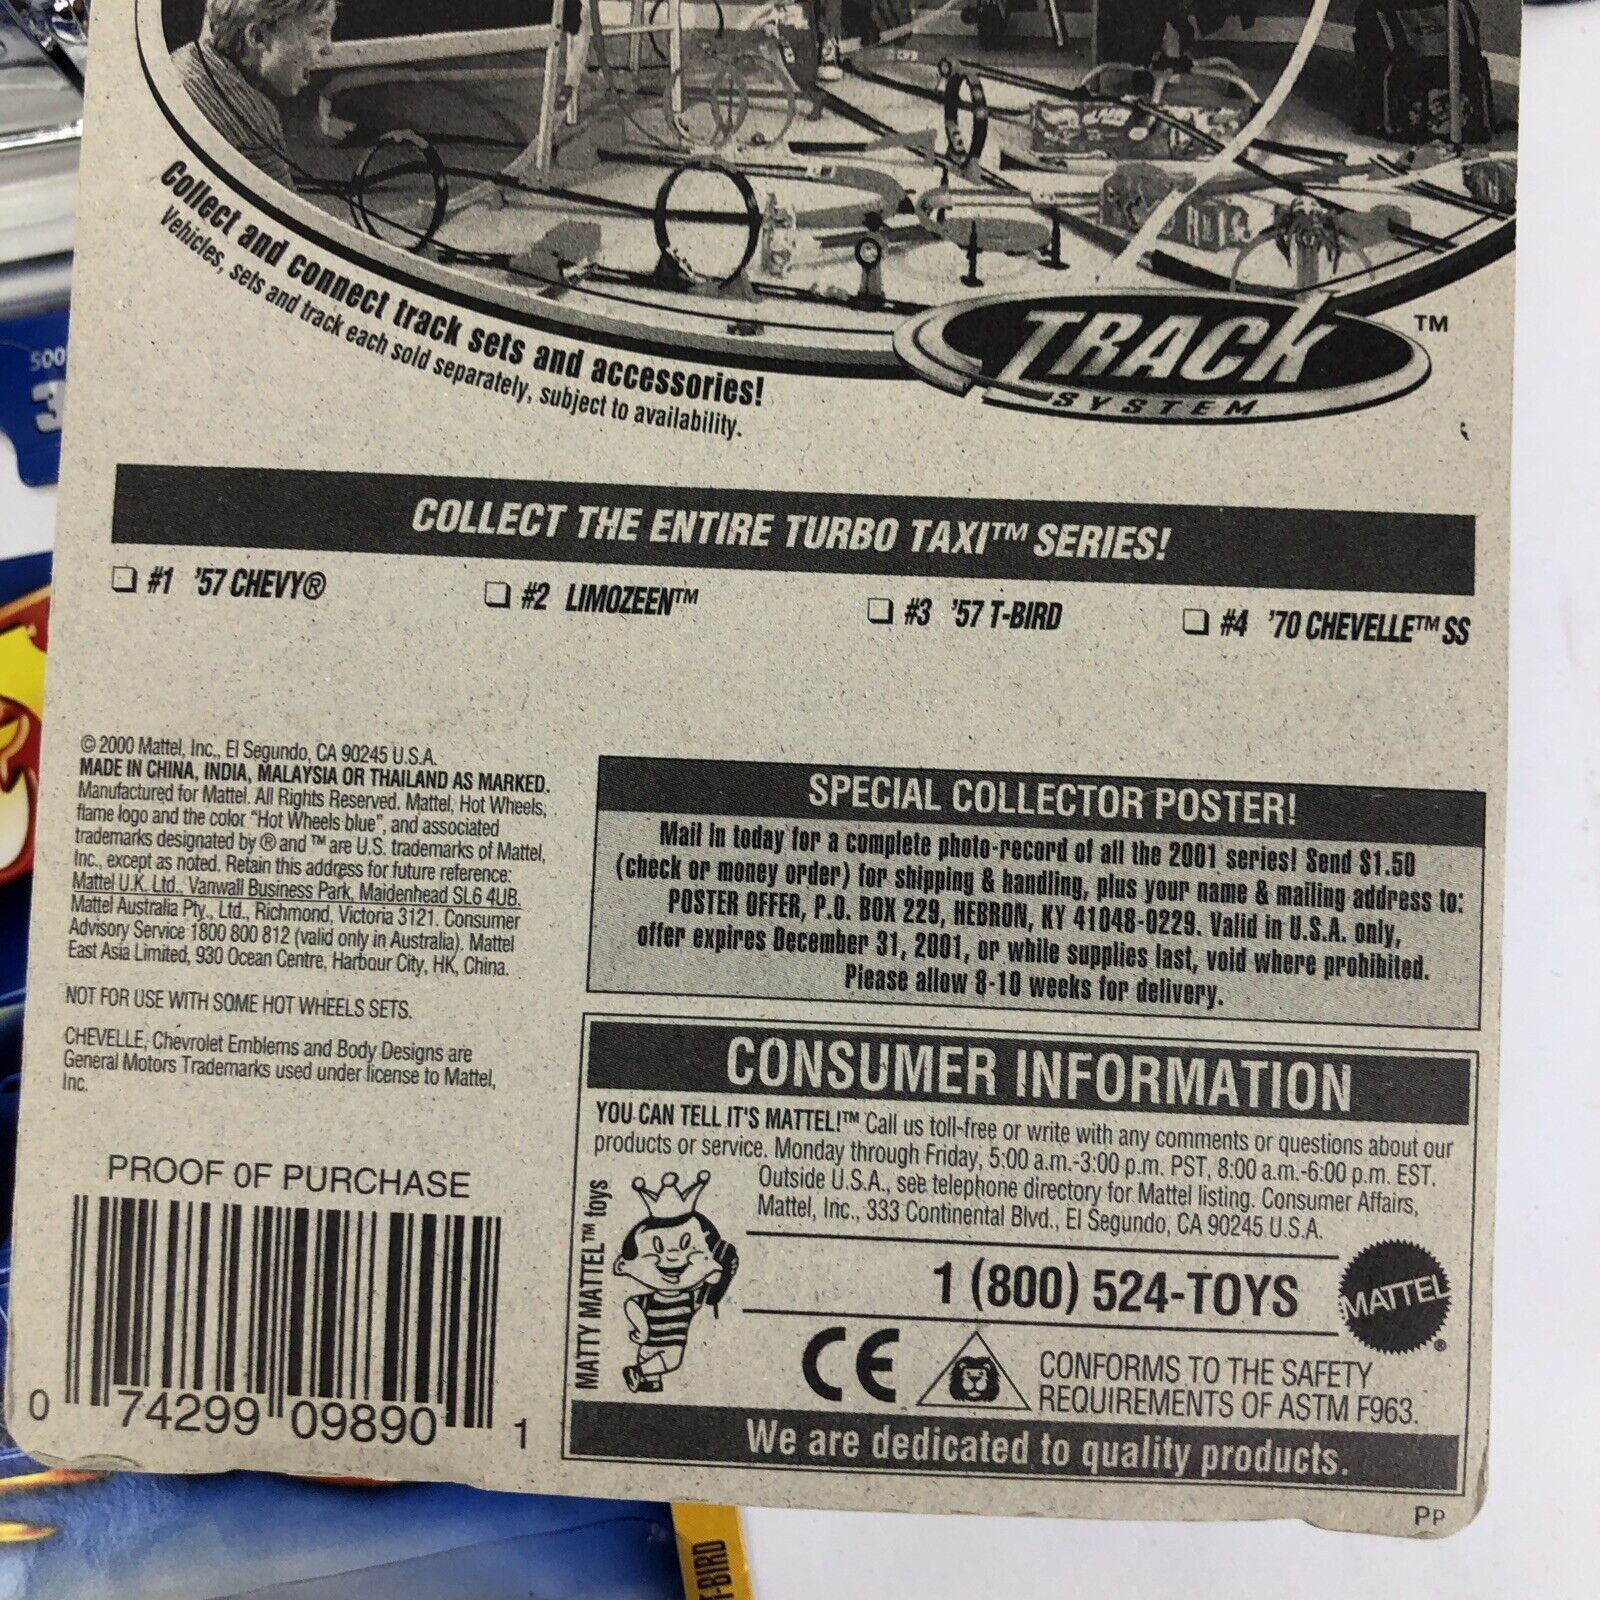 Collect and connect track sets and accessories!
Vehicles, sets and track each sold separately, subject to availability.
TRACK ™
SYSTEM
500
3
COLLECT THE ENTIRE TURBO TAXI™ SERIES!
❏ #1 '57 CHEVY®
❏ #2 LIMOZEEN™
❏ #3 '57 T-BIRD
❏ #4 '70 CHEVELLE™ SS
© 2000 Mattel, Inc., El Segundo, CA 90245 U.S.A.
MADE IN CHINA, INDIA, MALAYSIA OR THAILAND AS MARKED.
Manufactured for Mattel. All Rights Reserved. Mattel, Hot Wheels,
flame logo and the color "Hot Wheels blue", and associated
trademarks designated by ® and ™ are U.S. trademarks of Mattel,
Inc., except as noted. Retain this address for future reference:
Mattel U.K. Ltd., Vanwall Business Park, Maidenhead SL6 4UB.
Mattel Australia Pty., Ltd., Richmond, Victoria 3121. Consumer
Advisory Service 1800 800 812 (valid only in Australia). Mattel
East Asia Limited, 930 Ocean Centre, Harbour City, HK, China.
NOT FOR USE WITH SOME HOT WHEELS SETS.
CHEVELLE, Chevrolet Emblems and Body Designs are
General Motors Trademarks used under license to Mattel,
Inc.
SPECIAL COLLECTOR POSTER!
Mail in today for a complete photo-record of all the 2001 series! Send $1.50
(check or money order) for shipping & handling, plus your name & mailing address to:
POSTER OFFER, P.O. BOX 229, HEBRON, KY 41048-0229. Valid in U.S.A. only,
offer expires December 31, 2001, or while supplies last, void where prohibited.
Please allow 8-10 weeks for delivery.
CONSUMER INFORMATION
YOU CAN TELL IT'S MATTEL!™ Call us toll-free or write with any comments or questions about our
products or service. Monday through Friday, 5:00 a.m.-3:00 p.m. PST, 8:00 a.m.-6:00 p.m. EST.
Outside U.S.A., see telephone directory for Mattel listing. Consumer Affairs,
Mattel, Inc., 333 Continental Blvd., El Segundo, CA 90245 U.S.A.
MATTY MATTEL™ toys
1 (800) 524-TOYS
MATTEL®
CE
CONFORMS TO THE SAFETY
REQUIREMENTS OF ASTM F963.
We are dedicated to quality products.
PP
PROOF OF PURCHASE
0 74299 09890 1
T-BIRD